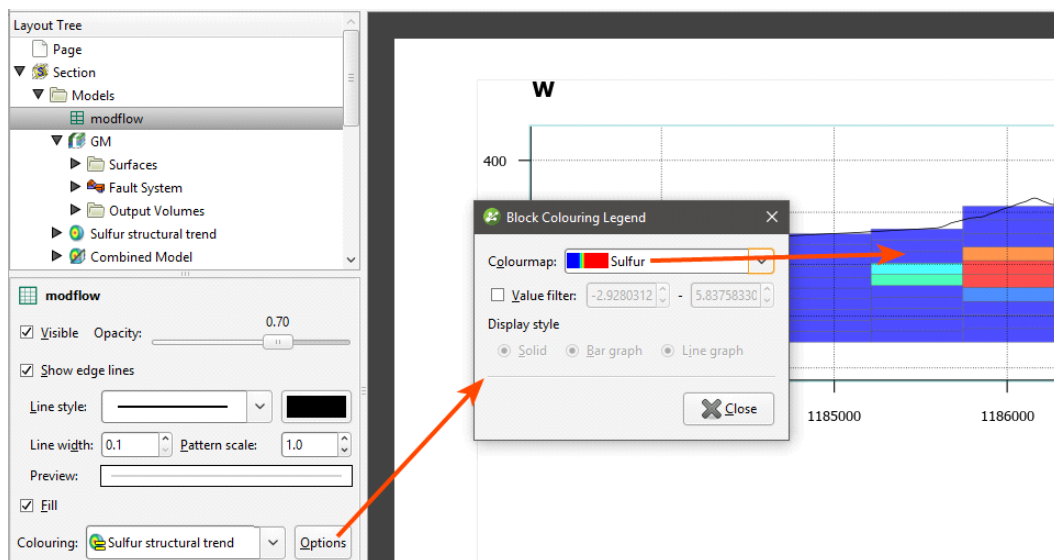 Layout Tree
Page
Section
Models
modflow
GM
Surfaces
Fault System
Output Volumes
Sulfur structural trend
Combined Model
modflow
Visible Opacity: 0.70
Show edge lines
Line style:
Line width: 0.1 Pattern scale: 1.0
Preview:
Fill
Colouring: Sulfur structural trend Options
W
400
Block Colouring Legend
Colourmap: Sulfur
Value filter: -2.9280312 - 5.83758330
Display style
Solid Bar graph Line graph
Close
1185000 1186000